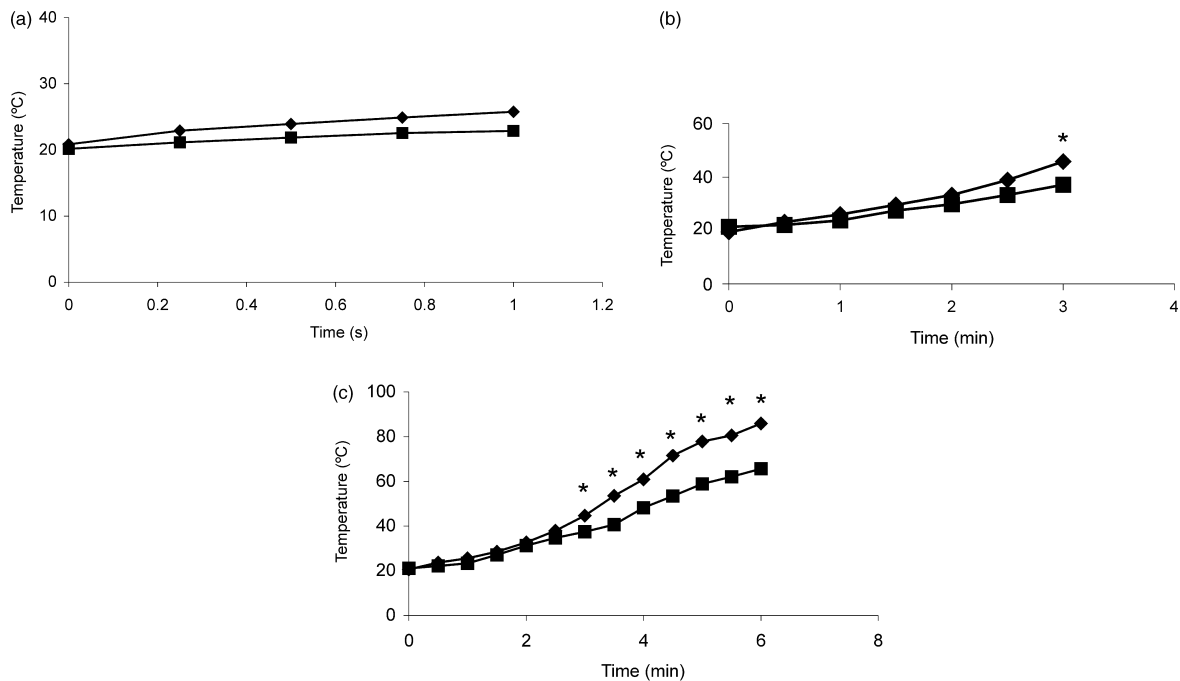 (a)
40
30
20
10
0
Temperature (ºC)
0 0.2 0.4 0.6 0.8 1 1.2
Time (s)
(b)
60
*
40
20
0
Temperature (ºC)
0 1 2 3 4
Time (min)
(c)
100
80
60
40
20
0
Temperature (ºC)
* * * * * * *
0 2 4 6 8
Time (min)